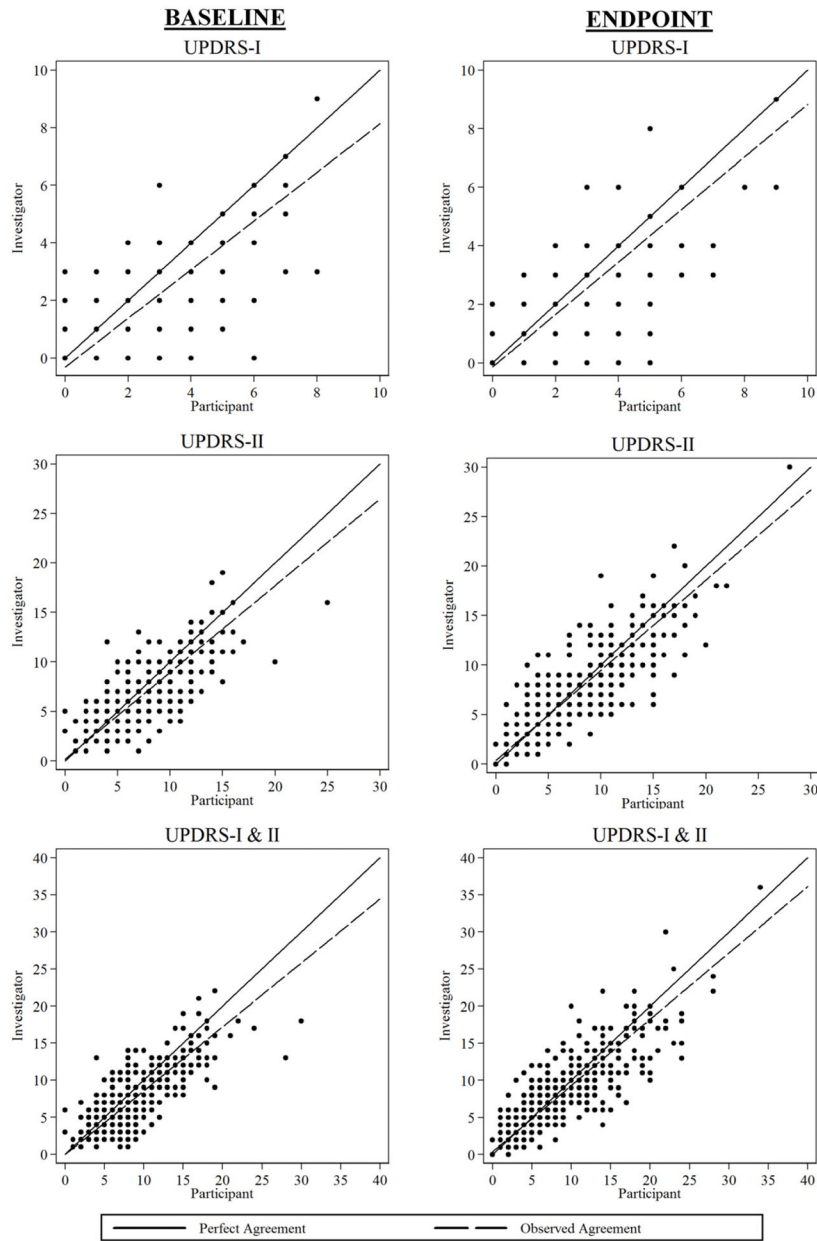 BASELINE
ENDPOINT
UPDRS-I
UPDRS-I
10
8
6
4
2
0
Investigator
0 2 4 6 8 10
Participant
10
8
6
4
2
0
Investigator
0 2 4 6 8 10
Participant
UPDRS-II
UPDRS-II
30
25
20
15
10
5
0
Investigator
0 5 10 15 20 25 30
Participant
30
25
20
15
10
5
0
Investigator
0 5 10 15 20 25 30
Participant
UPDRS-I & II
UPDRS-I & II
40
35
30
25
20
15
10
5
0
Investigator
0 5 10 15 20 25 30 35 40
Participant
40
35
30
25
20
15
10
5
0
Investigator
0 5 10 15 20 25 30 35 40
Participant
Perfect Agreement
Observed Agreement